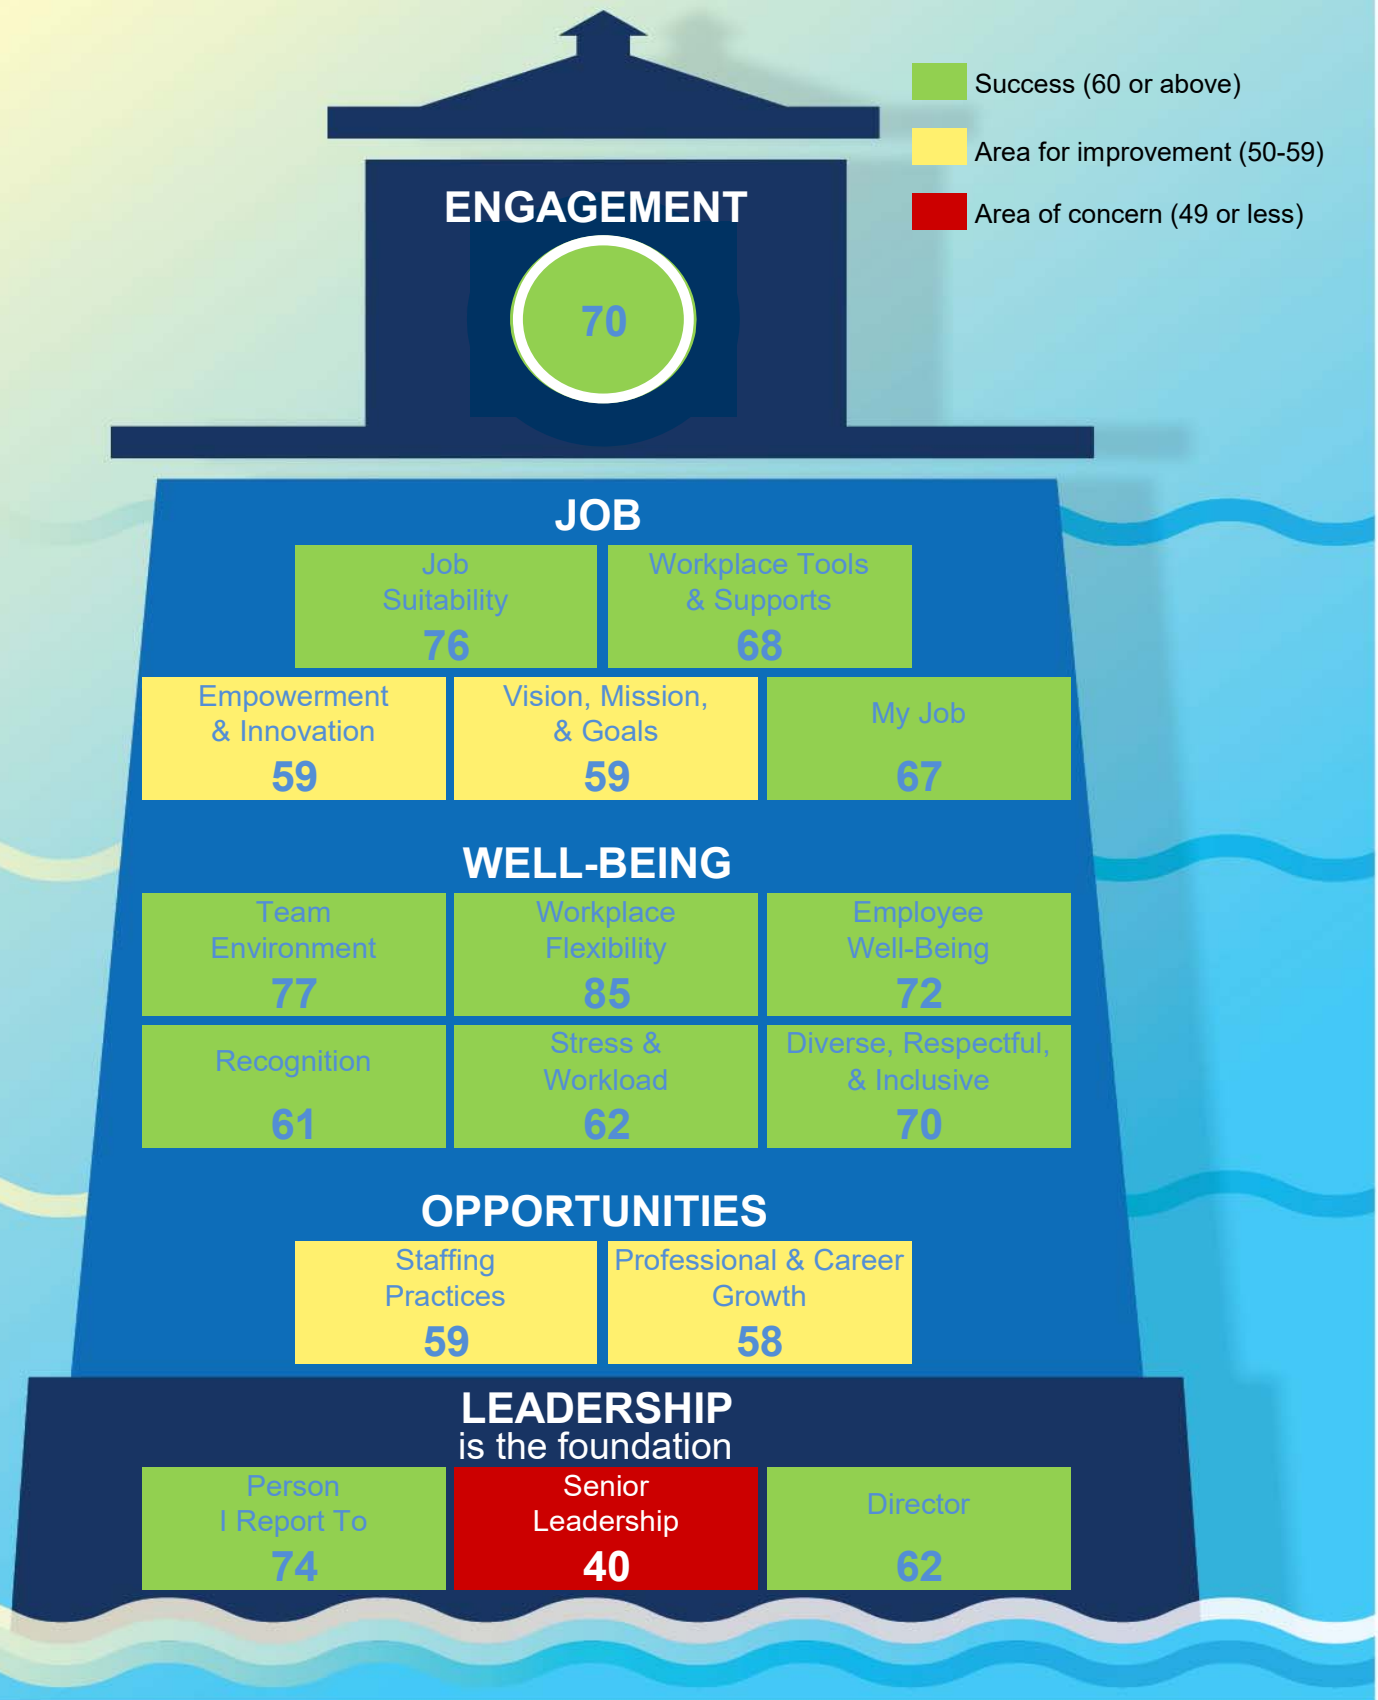 Success (60 or above)
Area for improvement (50-59)
Area of concern (49 or less)
ENGAGEMENT
70
JOB
Job
Suitability
76
Workplace Tools
& Supports
68
Empowerment
& Innovation
59
Vision, Mission,
& Goals
59
My Job
67
WELL-BEING
Team
Environment
77
Workplace
Flexibility
85
Employee
Well-Being
72
Recognition
61
Stress &
Workload
62
Diverse, Respectful,
& Inclusive
70
OPPORTUNITIES
Staffing
Practices
59
Professional & Career
Growth
58
LEADERSHIP
is the foundation
Person
I Report To
74
Senior
Leadership
40
Director
62